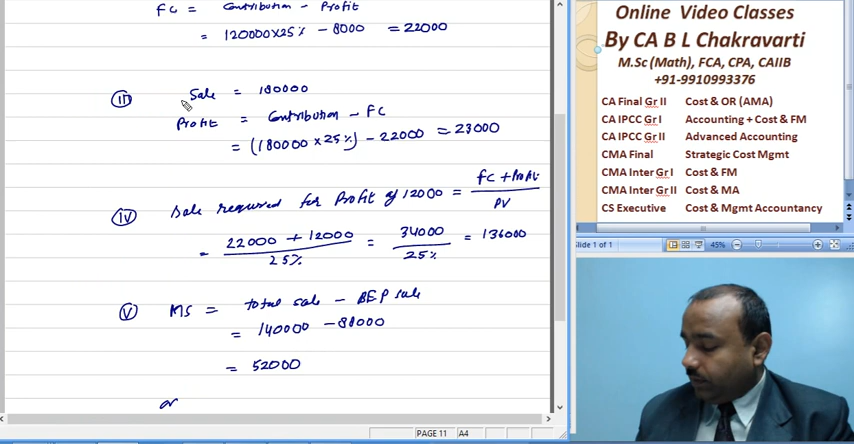 FC = Contribution - Profit
= 120000x25% - 8000 = 22000
(iii) Sale = 180000
Profit = Contribution - FC
= (180000 x 25%) - 22000 = 23000
(iv) Sale required for Profit of 12000 = FC + Profit / PV
= 22000 + 12000 / 25% = 34000 / 25% = 136000
(v) MS = total sale - BEP sale
= 140000 - 88000
= 52000
or
PAGE 11 A4
Online Video Classes
By CA B L Chakravarti
M.Sc (Math), FCA, CPA, CAIIB
+91-9910993376
CA Final Gr II Cost & OR (AMA)
CA IPCC Gr I Accounting + Cost & FM
CA IPCC Gr II Advanced Accounting
CMA Final Strategic Cost Mgmt
CMA Inter Gr I Cost & FM
CMA Inter Gr II Cost & MA
CS Executive Cost & Mgmt Accountancy
Slide 1 of 1 45%